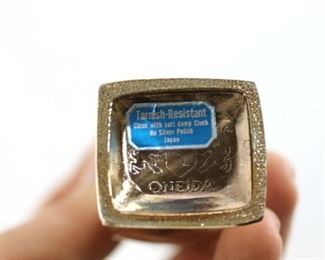 Tarnish-Resistant
Clean with soft damp Cloth
No Silver Polish
Japan
ONEIDA